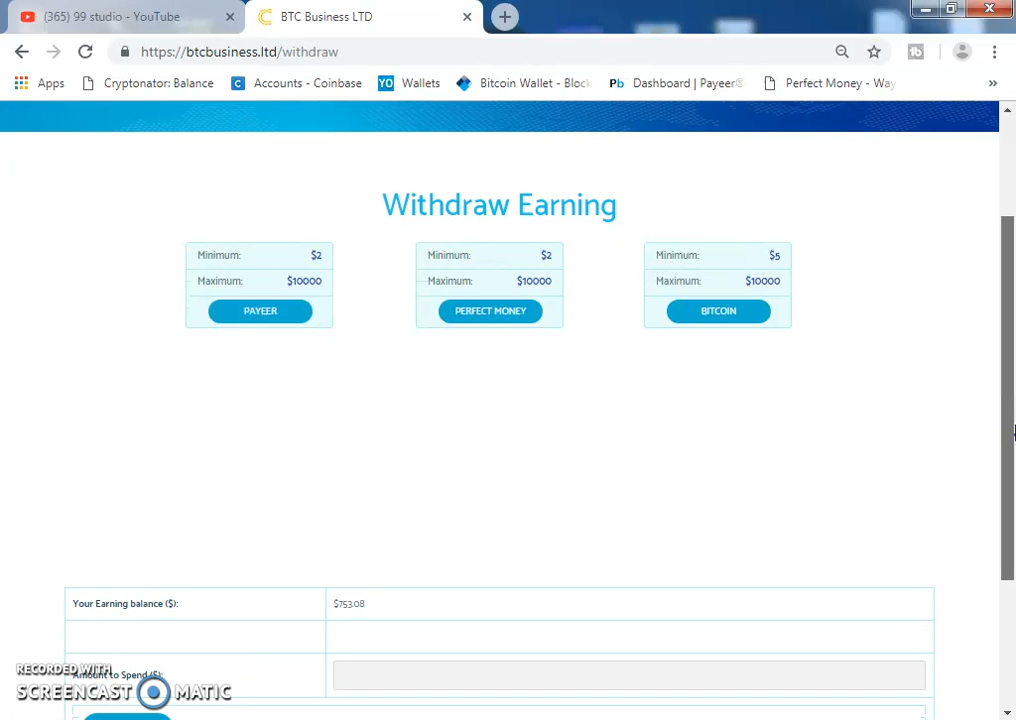 (365) 99 studio - YouTube
BTC Business LTD
https://btcbusiness.ltd/withdraw
Apps
Cryptonator: Balance
C Accounts - Coinbase
YO Wallets
Bitcoin Wallet - Block
Pb Dashboard | Payeer®
Perfect Money - Way
»
Withdraw Earning
Minimum: $2
Maximum: $10000
PAYEER
Minimum: $2
Maximum: $10000
PERFECT MONEY
Minimum: $5
Maximum: $10000
BITCOIN
Your Earning balance ($): $753.08
Amount to Spend ($):
RECORDED WITH
SCREENCAST MATIC